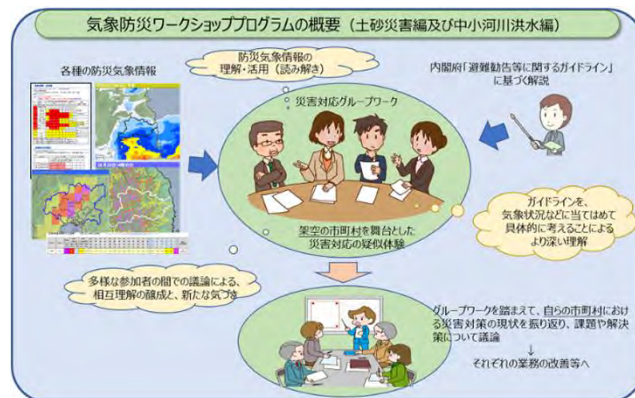 気象防災ワークショッププログラムの概要（土砂災害編及び中小河川洪水編）
各種の防災気象情報
防災気象情報の
理解・活用（読み解き）
内閣府「避難勧告等に関するガイドライン」
に基づく解説
災害対応グループワーク
架空の市町村を舞台とした
災害対応の疑似体験
ガイドラインを、
気象状況などに当てはめて
具体的に考えることによる
より深い理解
多様な参加者の間での議論による、
相互理解の醸成と、新たな気づき
グループワークを踏まえて、自らの市町村にお
ける災害対策の現状を振り返り、課題や解決
策について議論
↓
それぞれの業務の改善等へ